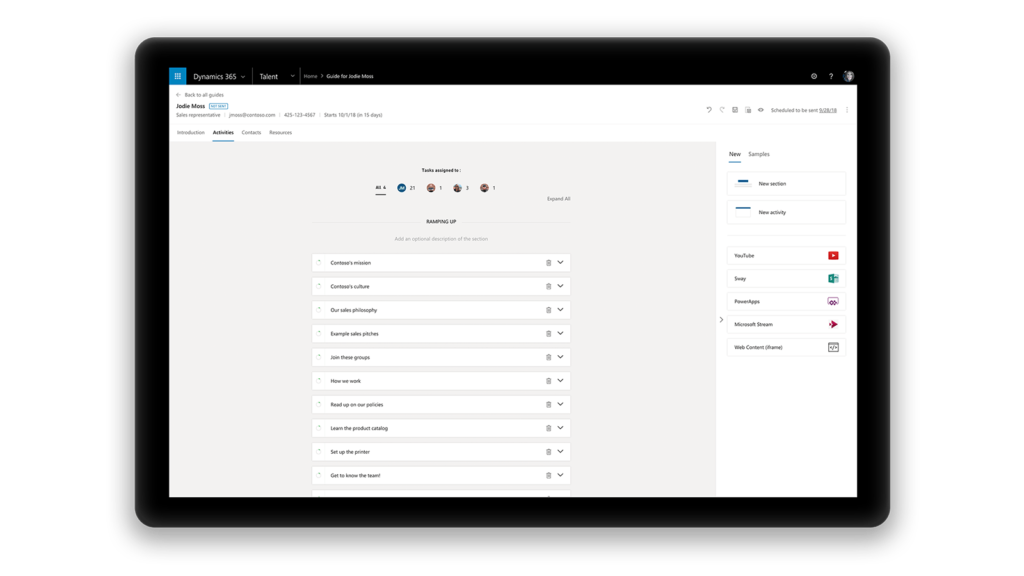 Dynamics 365 Talent Home > Guide for Jodie Moss ?
Back to all guides
Jodie Moss NOT SENT
Sales representative | jmoss@contoso.com | 425-123-4567 | Starts 10/1/18 (in 15 days)
Scheduled to be sent 9/28/18
Introduction Activities Contacts Resources
Tasks assigned to :
All 4 JM 21 1 3 1
Expand All
RAMPING UP
Add an optional description of the section
Contoso's mission
Contoso's culture
Our sales philosophy
Example sales pitches
Join these groups
How we work
Read up on our policies
Learn the product catalog
Set up the printer
Get to know the team!
New Samples
New section
New activity
YouTube
Sway
PowerApps
Microsoft Stream
Web Content (iframe)